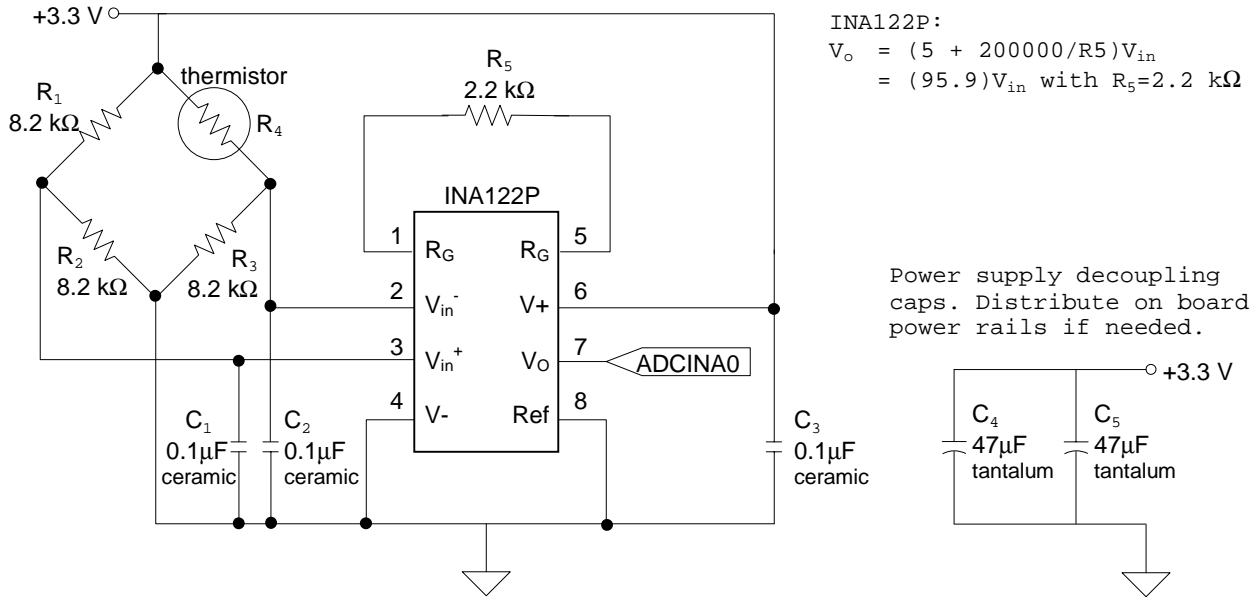 +3.3 V
thermistor
R1
8.2 kΩ
R4
R2
8.2 kΩ
R3
8.2 kΩ
R5
2.2 kΩ
INA122P
1
RG
RG
5
2
Vin-
V+
6
3
Vin+
VO
7
ADCINA0
4
V-
Ref
8
C1
0.1μF
ceramic
C2
0.1μF
ceramic
C3
0.1μF
ceramic
INA122P:
Vo = (5 + 200000/R5)Vin
= (95.9)Vin with R5=2.2 kΩ
Power supply decoupling
caps. Distribute on board
power rails if needed.
+3.3 V
C4
47μF
tantalum
C5
47μF
tantalum